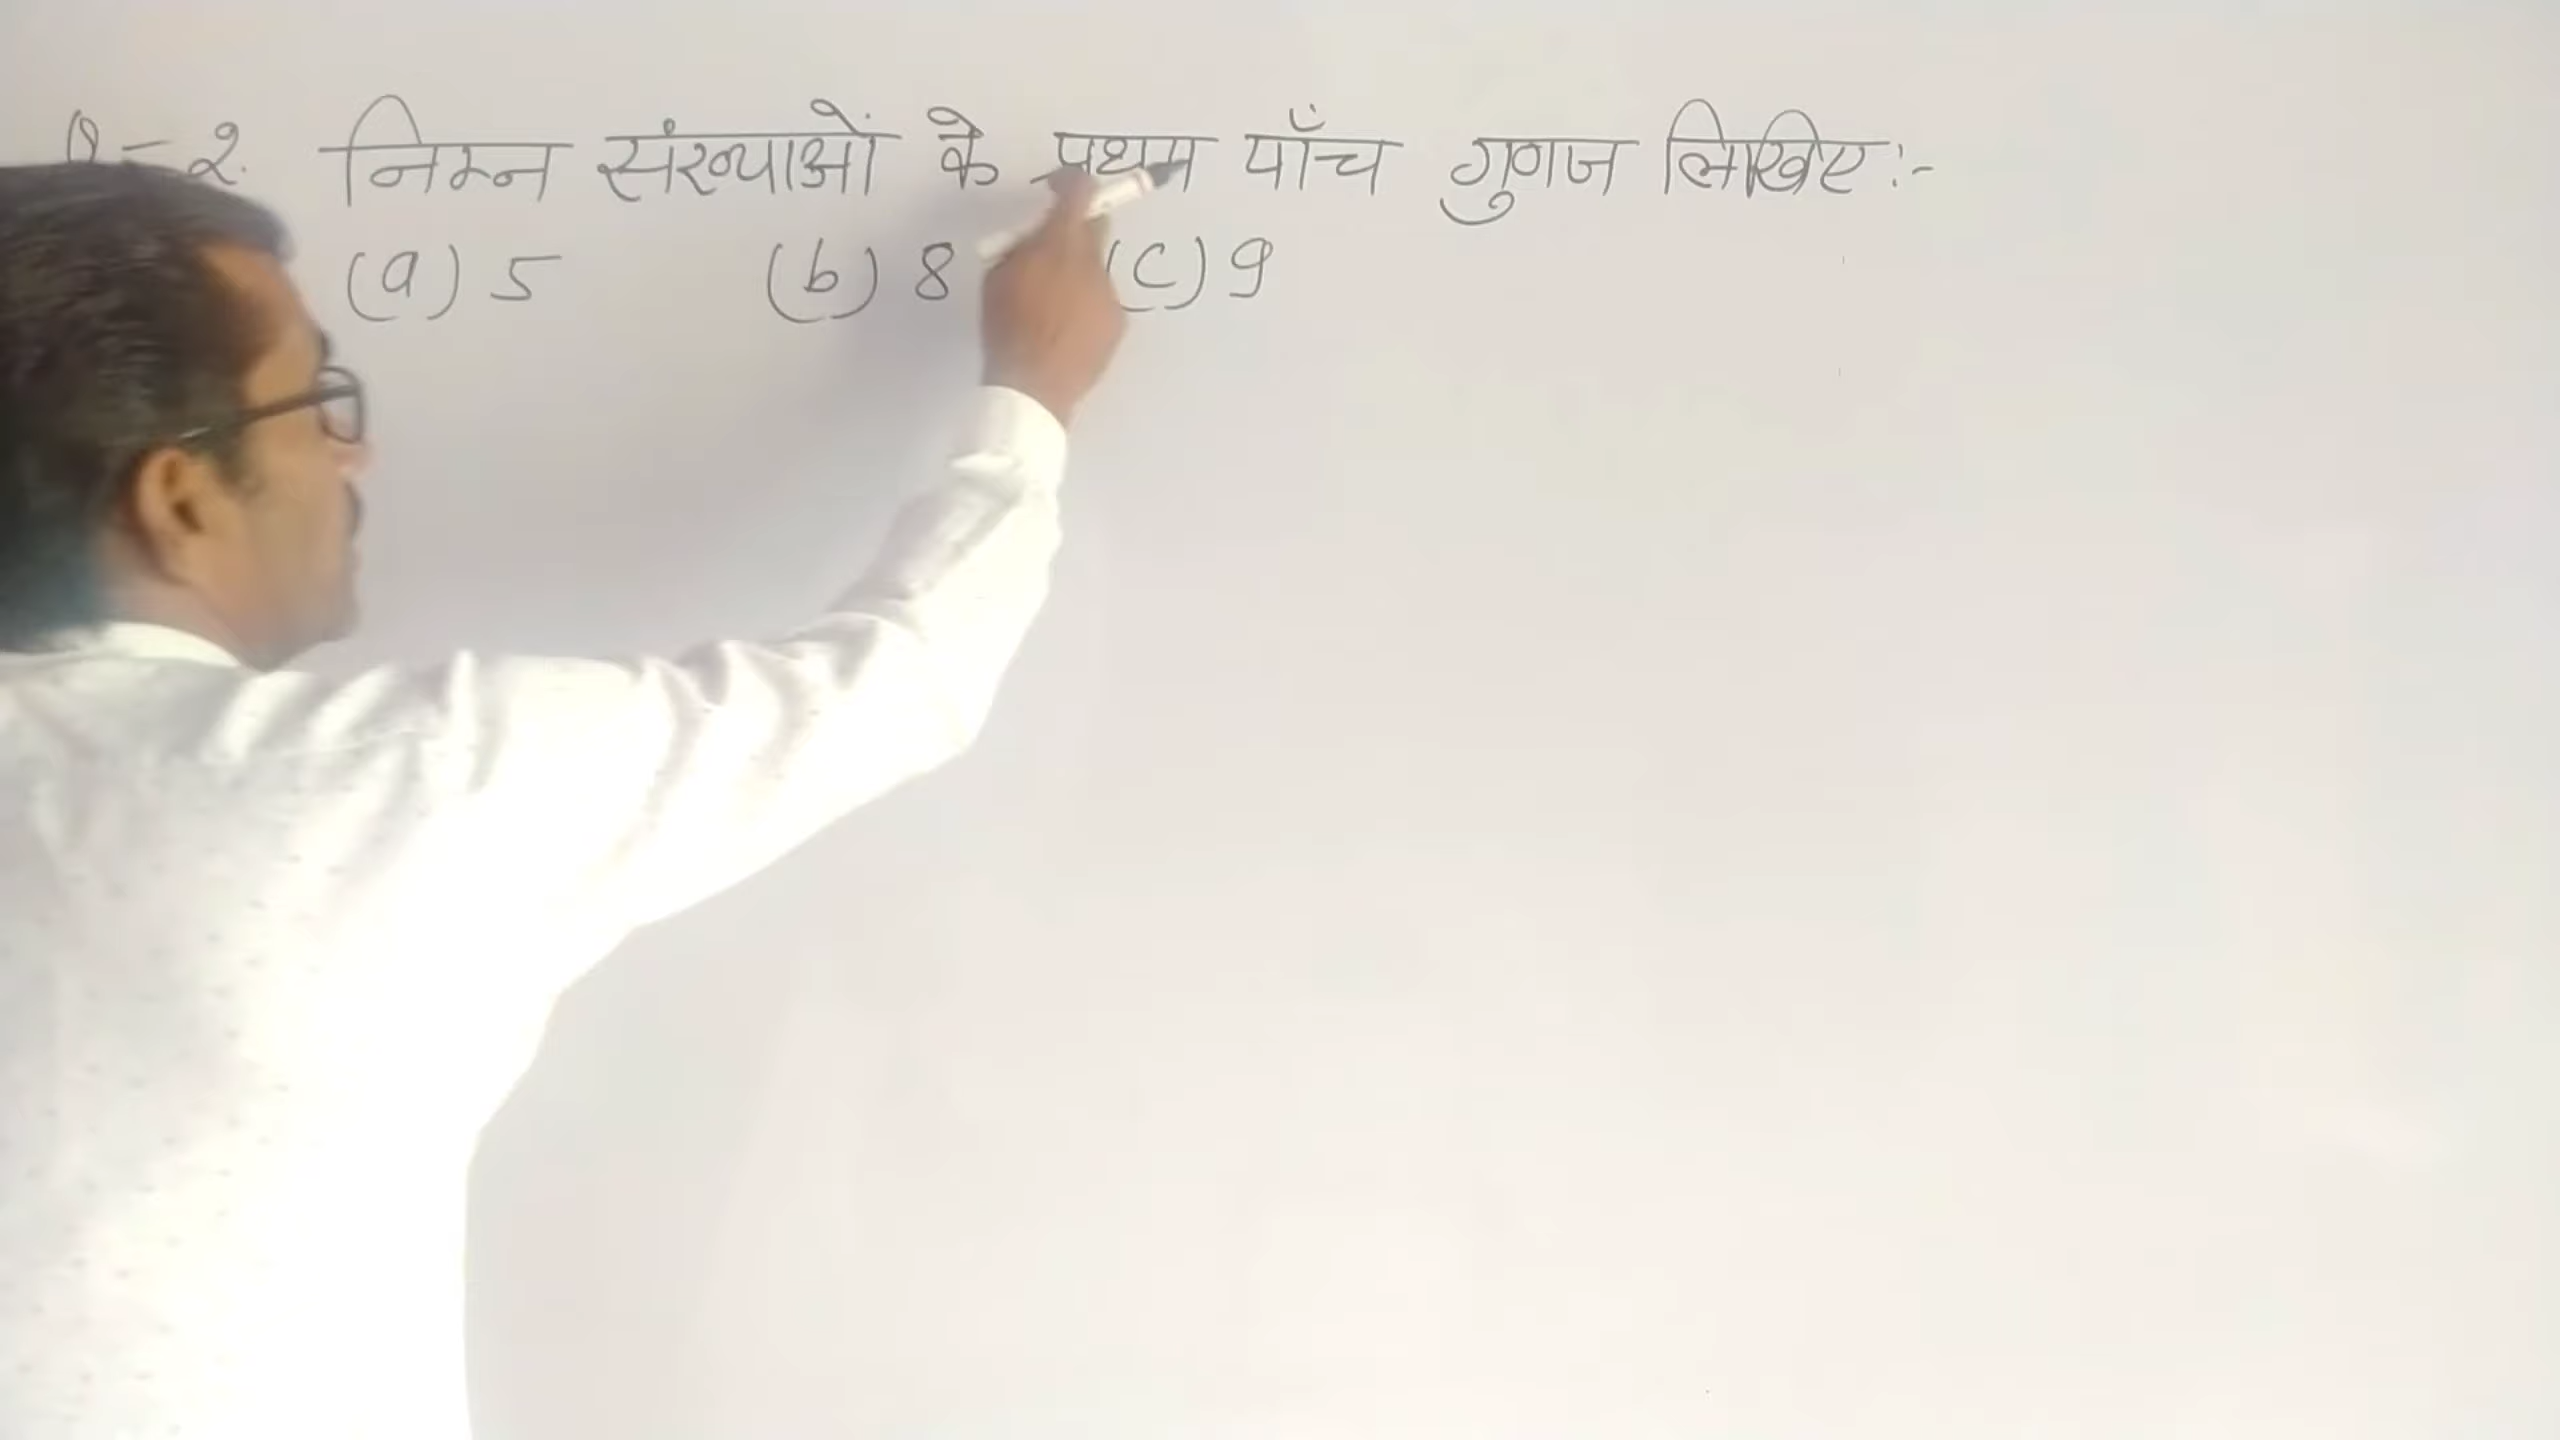 Q-2. निम्न संख्याओं के प्रथम पाँच गुणज लिखिए:-
(a) 5 (b) 8 (c) 9